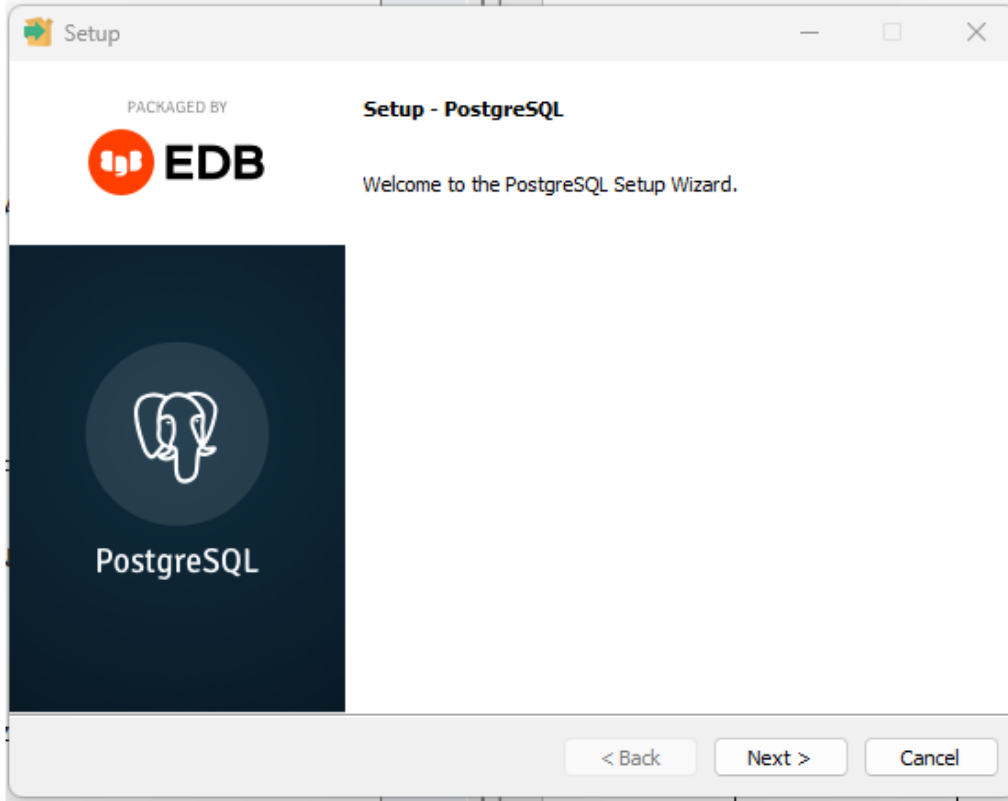 Setup
PACKAGED BY
EDB
Setup - PostgreSQL
Welcome to the PostgreSQL Setup Wizard.
PostgreSQL
< Back
Next >
Cancel